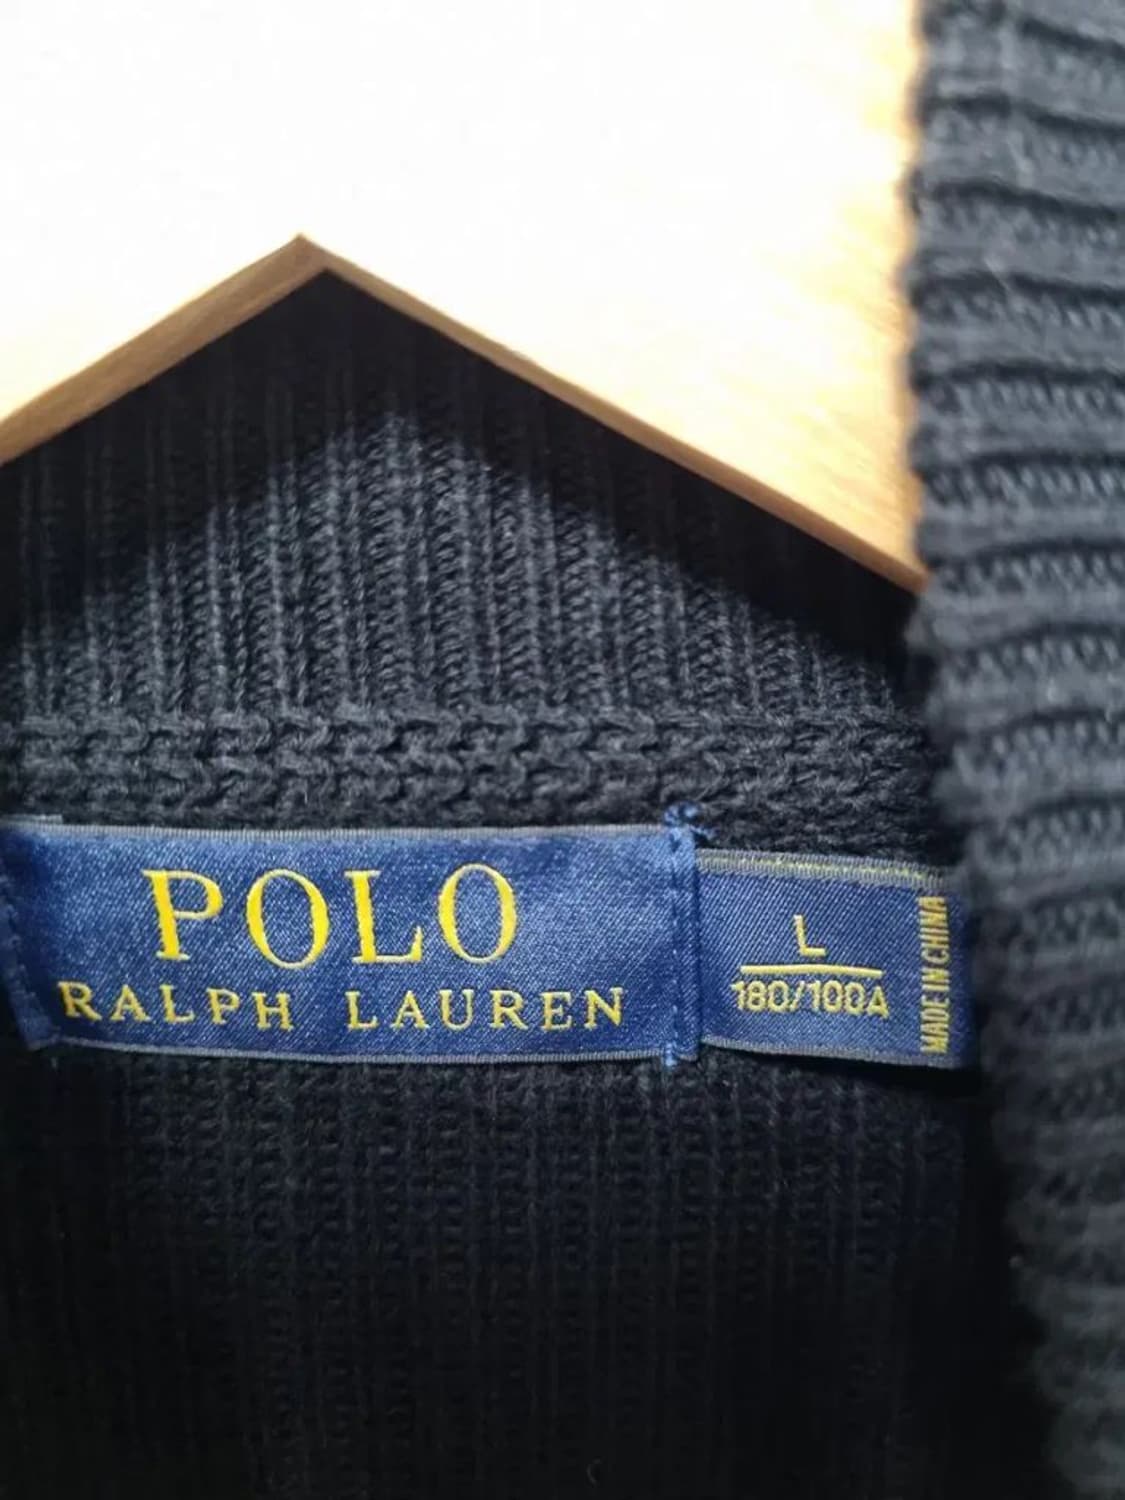 POLO
RALPH LAUREN
L
180/100A
MADE IN CHINA